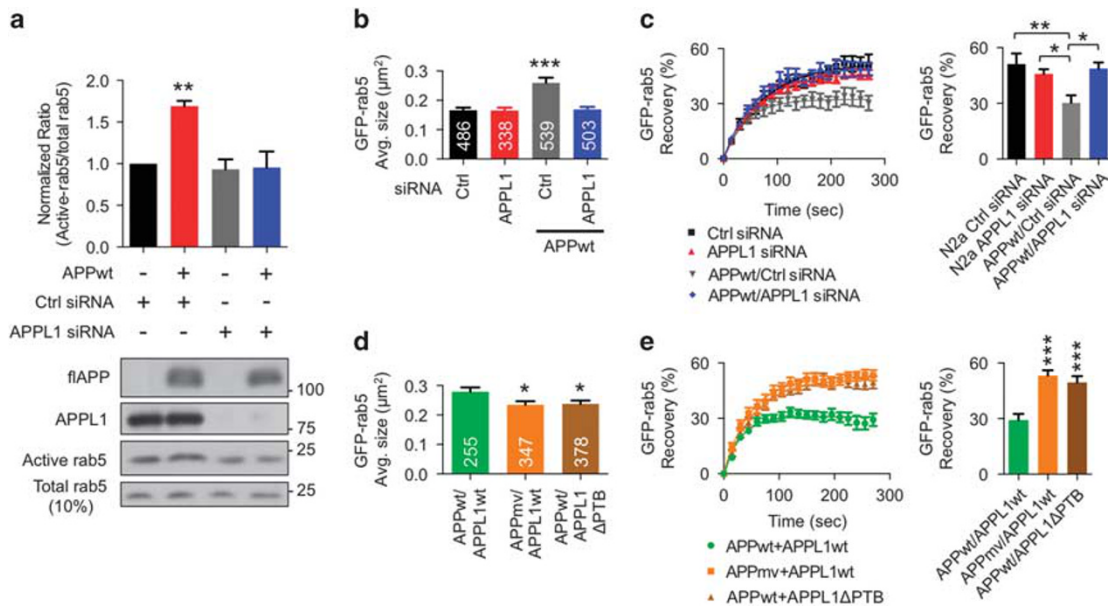 a
Normalized Ratio
(Active-rab5/total rab5)
2.0
1.5
1.0
0.5
0.0
**
APPwt - + - +
Ctrl siRNA + + - -
APPL1 siRNA - - + +
flAPP
100
APPL1
75
Active rab5
25
Total rab5
(10%)
25
b
GFP-rab5
Avg. size (µm²)
0.3
0.2
0.1
0.0
***
486
338
539
503
siRNA
Ctrl
APPL1
Ctrl
APPL1
APPwt
c
GFP-rab5
Recovery (%)
60
30
0
0 90 180 270
Time (sec)
Ctrl siRNA
APPL1 siRNA
APPwt/Ctrl siRNA
APPwt/APPL1 siRNA
GFP-rab5
Recovery (%)
60
30
0
**
* *
N2a Ctrl siRNA
N2a APPL1 siRNA
APPwt/Ctrl siRNA
APPwt/APPL1 siRNA
d
GFP-rab5
Avg. size (µm²)
0.3
0.2
0.1
0.0
* *
255
347
378
APPwt/
APPL1wt
APPmv/
APPL1wt
APPwt/
APPL1
ΔPTB
e
GFP-rab5
Recovery (%)
60
30
0
0 90 180 270
Time (sec)
APPwt+APPL1wt
APPmv+APPL1wt
APPwt+APPL1ΔPTB
GFP-rab5
Recovery (%)
60
30
0
***
***
APPwt/APPL1wt
APPmv/APPL1wt
APPwt/APPL1ΔPTB